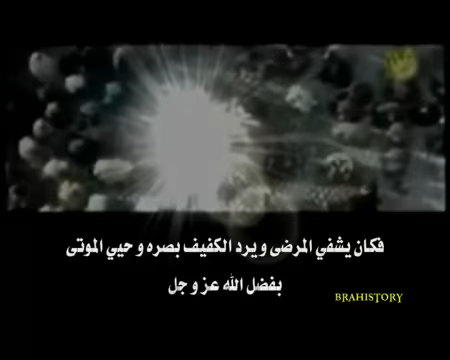 فكان يشفي المرضى و يرد الكفيف بصره و حيي الموتى
بفضل الله عز و جل
BRAHISTORY